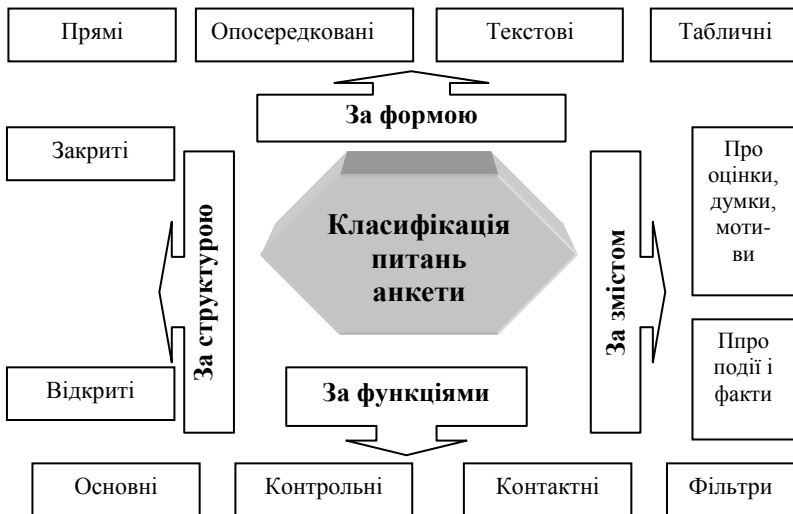 Прямі
Опосередковані
Текстові
Табличні
За формою
Закриті
Відкриті
За структурою
Класифікація
питань
анкети
За змістом
Про
оцінки,
думки,
моти-
ви
Ппро
події і
факти
За функціями
Основні
Контрольні
Контактні
Фільтри